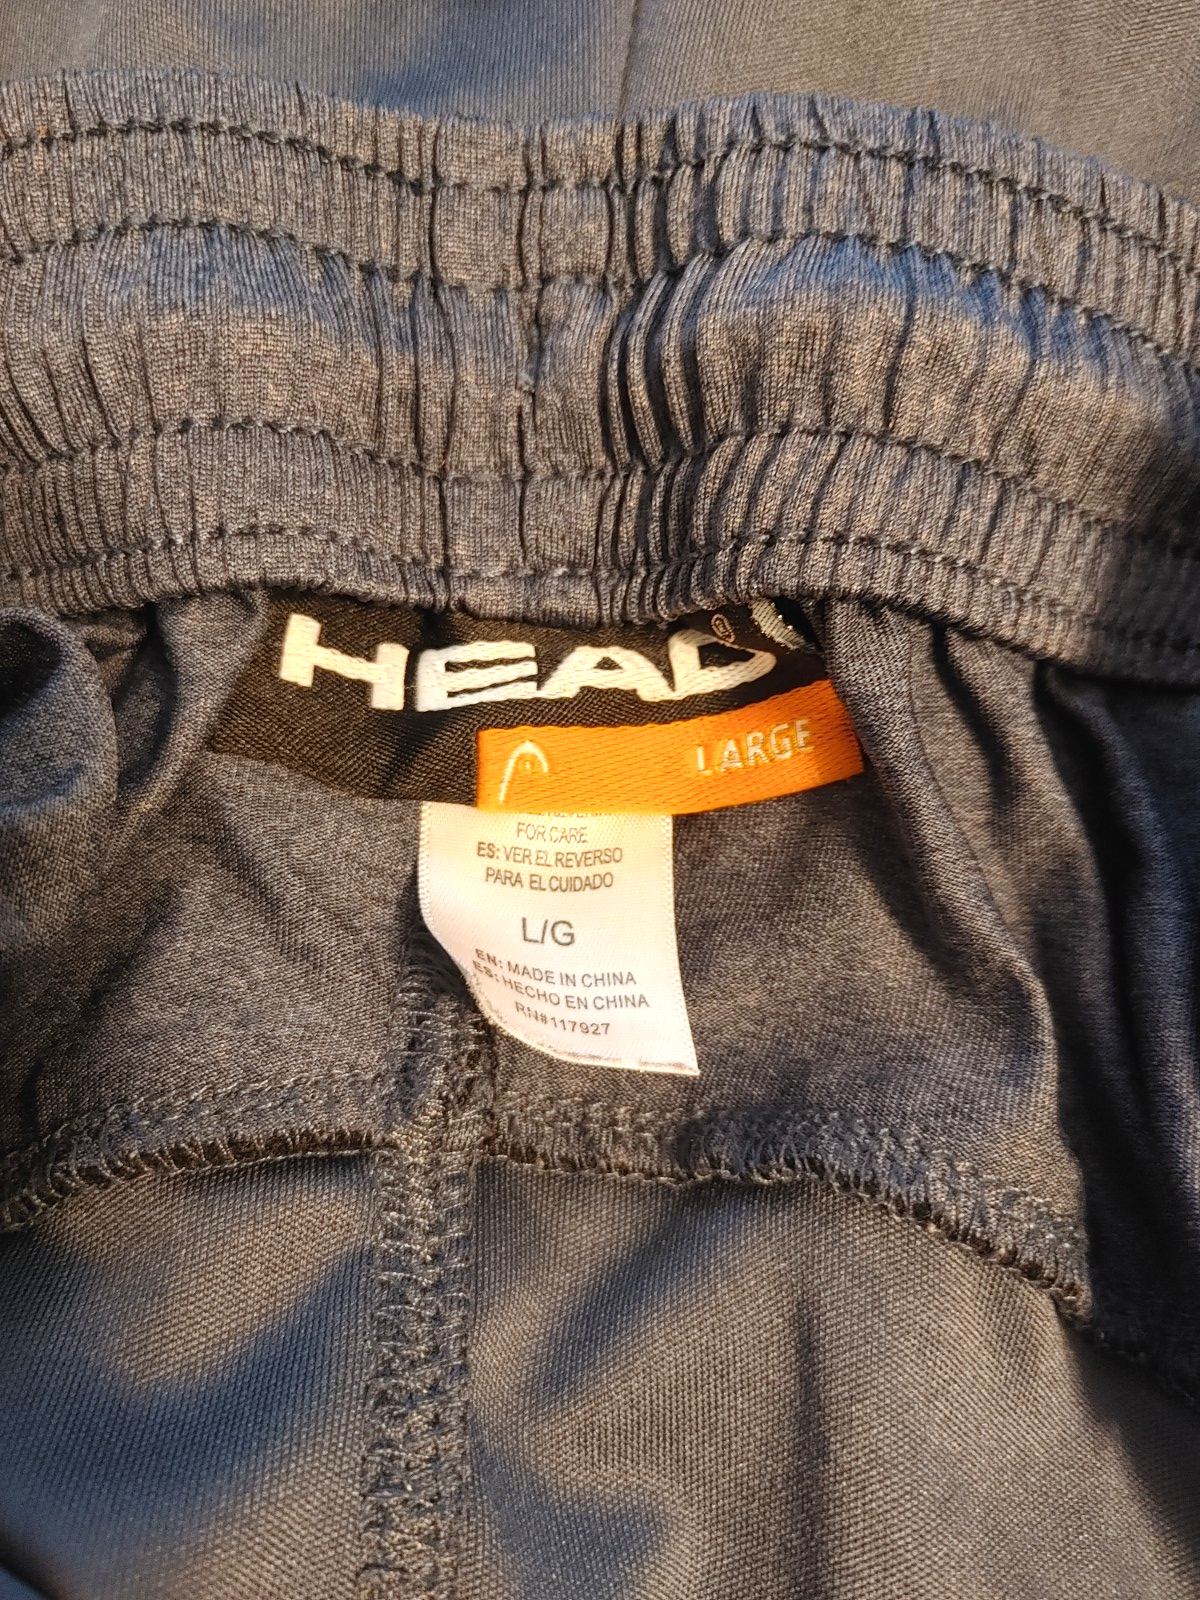 HEAD®
LARGE
FOR CARE
ES: VER EL REVERSO
PARA EL CUIDADO
L/G
EN: MADE IN CHINA
ES: HECHO EN CHINA
RN#117927